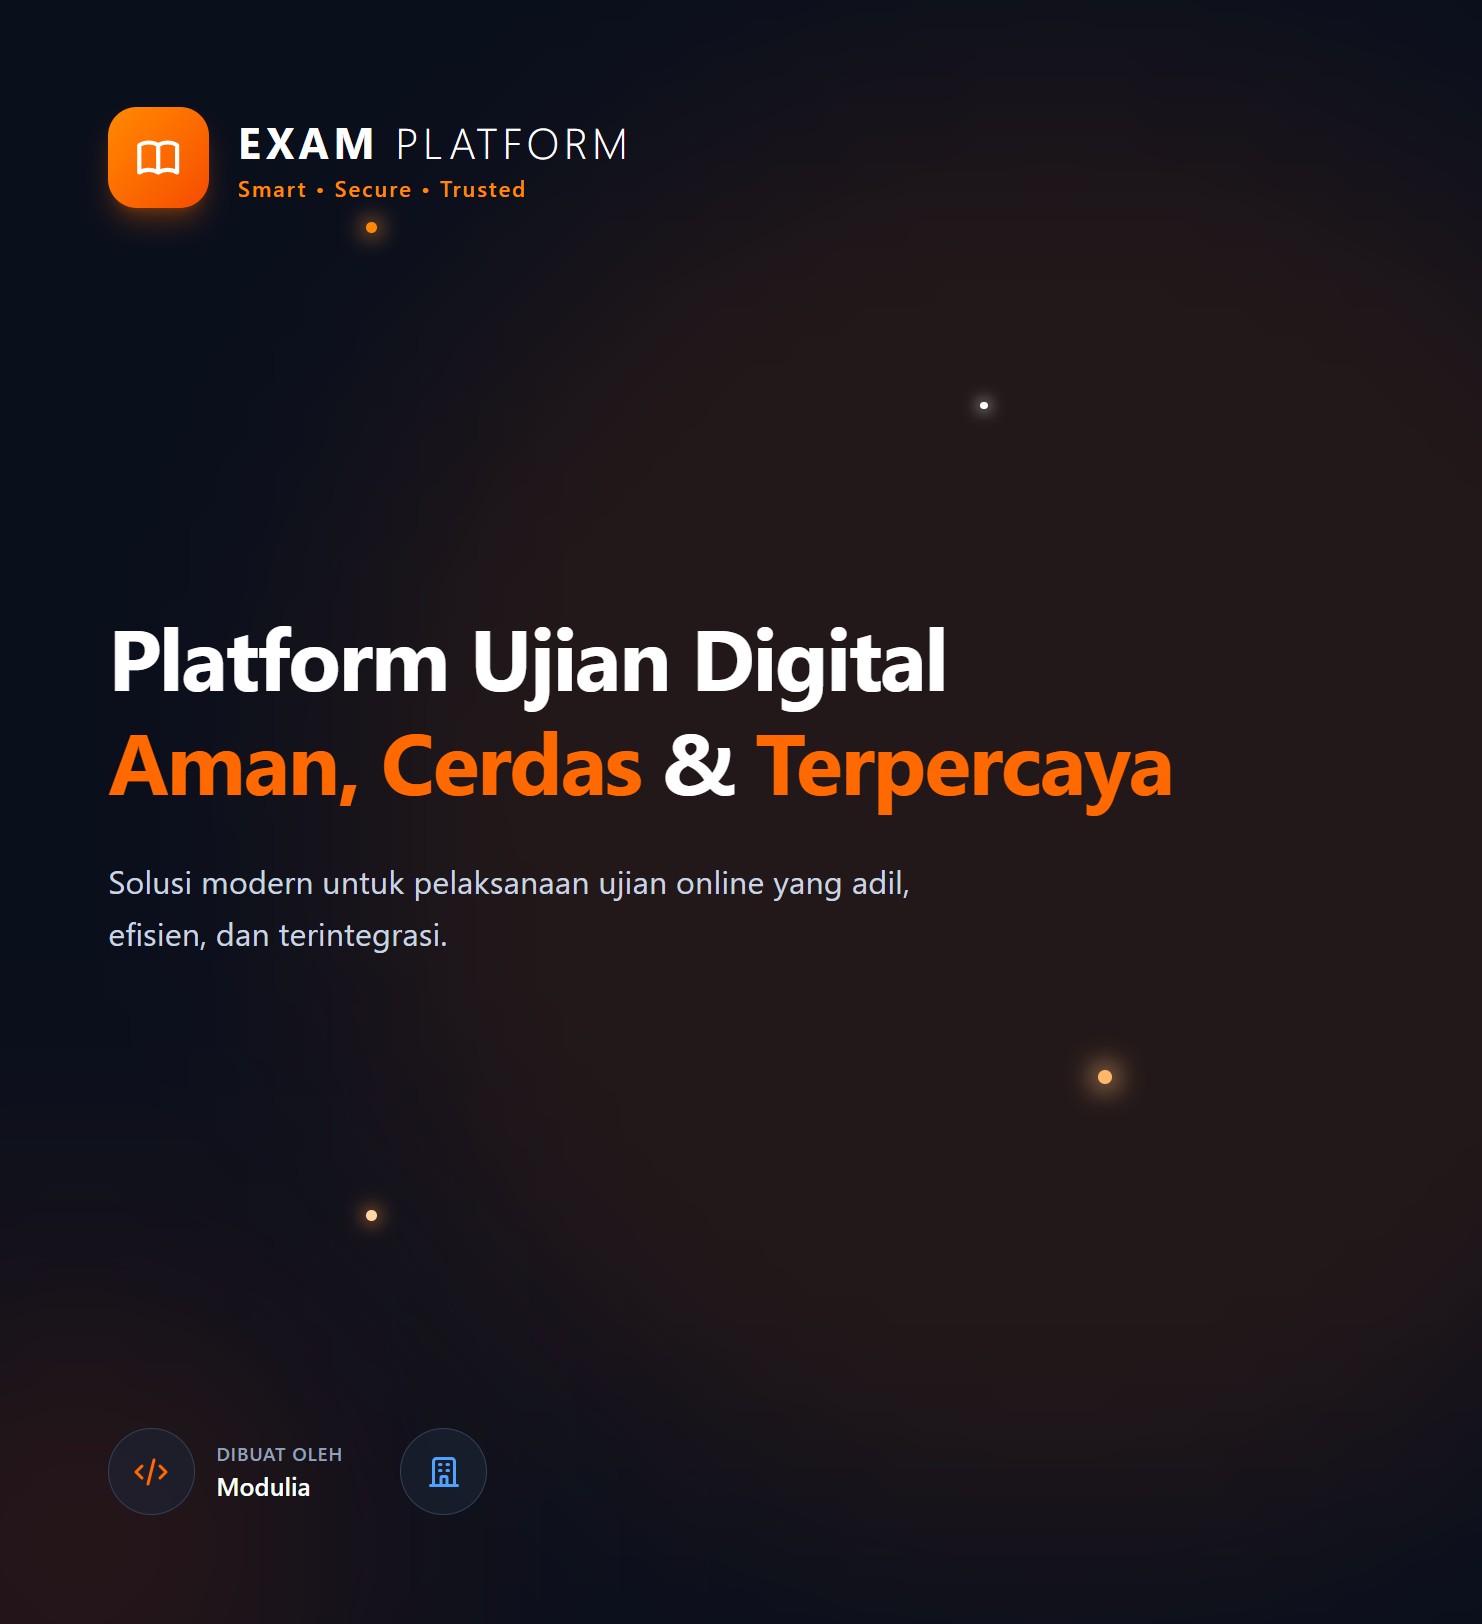 EXAM PLATFORM
Smart • Secure • Trusted
Platform Ujian Digital
Aman, Cerdas & Terpercaya
Solusi modern untuk pelaksanaan ujian online yang adil,
efisien, dan terintegrasi.
DIBUAT OLEH
Modulia